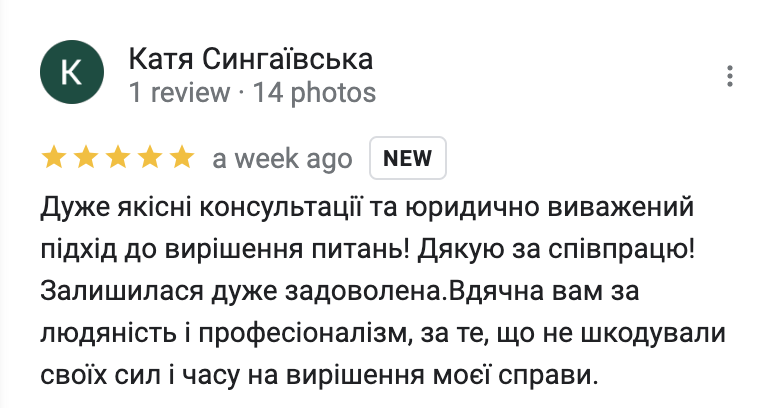 К
Катя Сингаївська
1 review · 14 photos
a week ago NEW
Дуже якісні консультації та юридично виважений
підхід до вирішення питань! Дякую за співпрацю!
Залишилася дуже задоволена.Вдячна вам за
людяність і професіоналізм, за те, що не шкодували
своїх сил і часу на вирішення моєї справи.